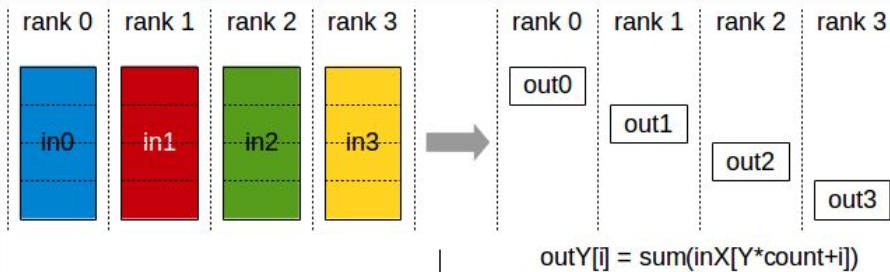 rank 0 rank 1 rank 2 rank 3 rank 0 rank 1 rank 2 rank 3
in0 in1 in2 in3 out0
out1
out2
out3
outY[i] = sum(inX[Y*count+i])